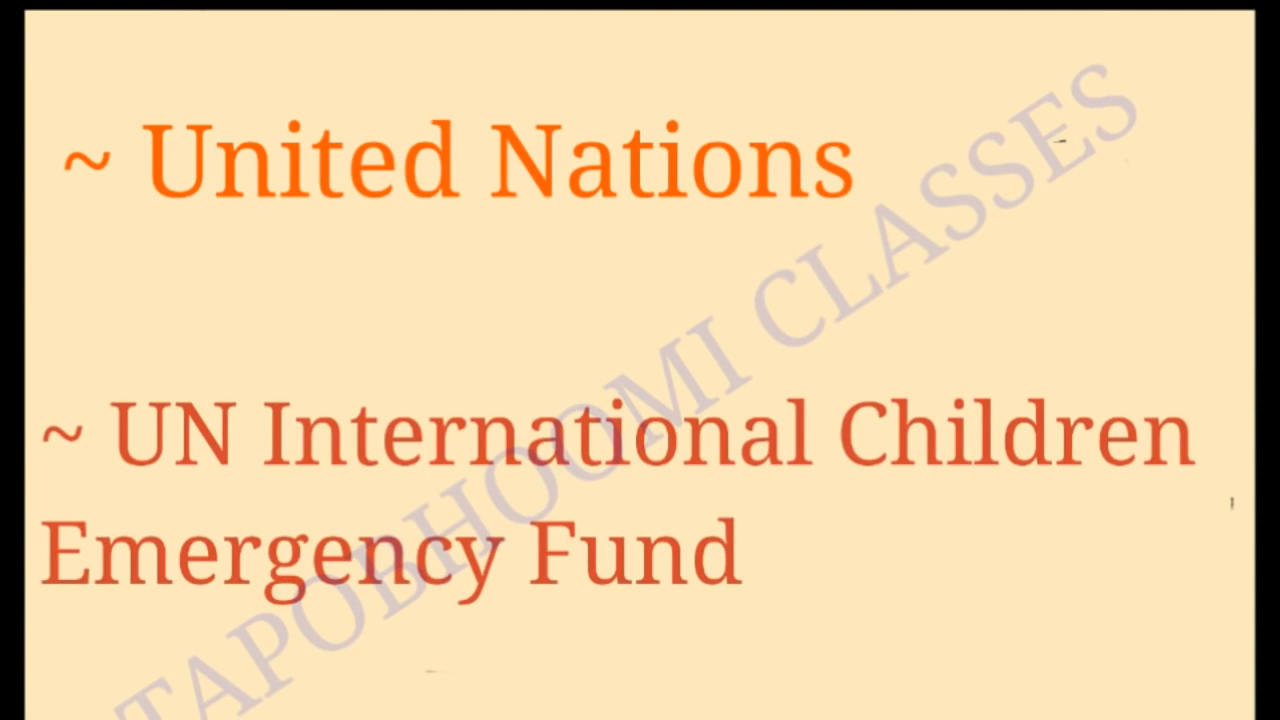 ~ United Nations
~ UN International Children
Emergency Fund
TAPOBHOOMI CLASSES